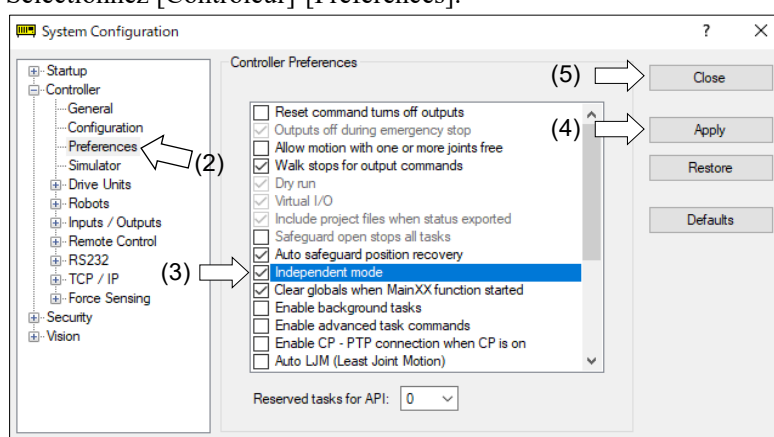 Sélectionnez [Contrôleur]-[Préférences].
System Configuration
? X
Startup
Controller
General
Configuration
Preferences
Simulator
Drive Units
Robots
Inputs / Outputs
Remote Control
RS232
TCP / IP
Force Sensing
Security
Vision
(2)
Controller Preferences
Reset command turns off outputs
Outputs off during emergency stop
Allow motion with one or more joints free
Walk stops for output commands
Dry run
Virtual I/O
Include project files when status exported
Safeguard open stops all tasks
Auto safeguard position recovery
(3) Independent mode
Clear globals when MainXX function started
Enable background tasks
Enable advanced task commands
Enable CP - PTP connection when CP is on
Auto LJM (Least Joint Motion)
Reserved tasks for API: 0
(5) Close
(4) Apply
Restore
Defaults